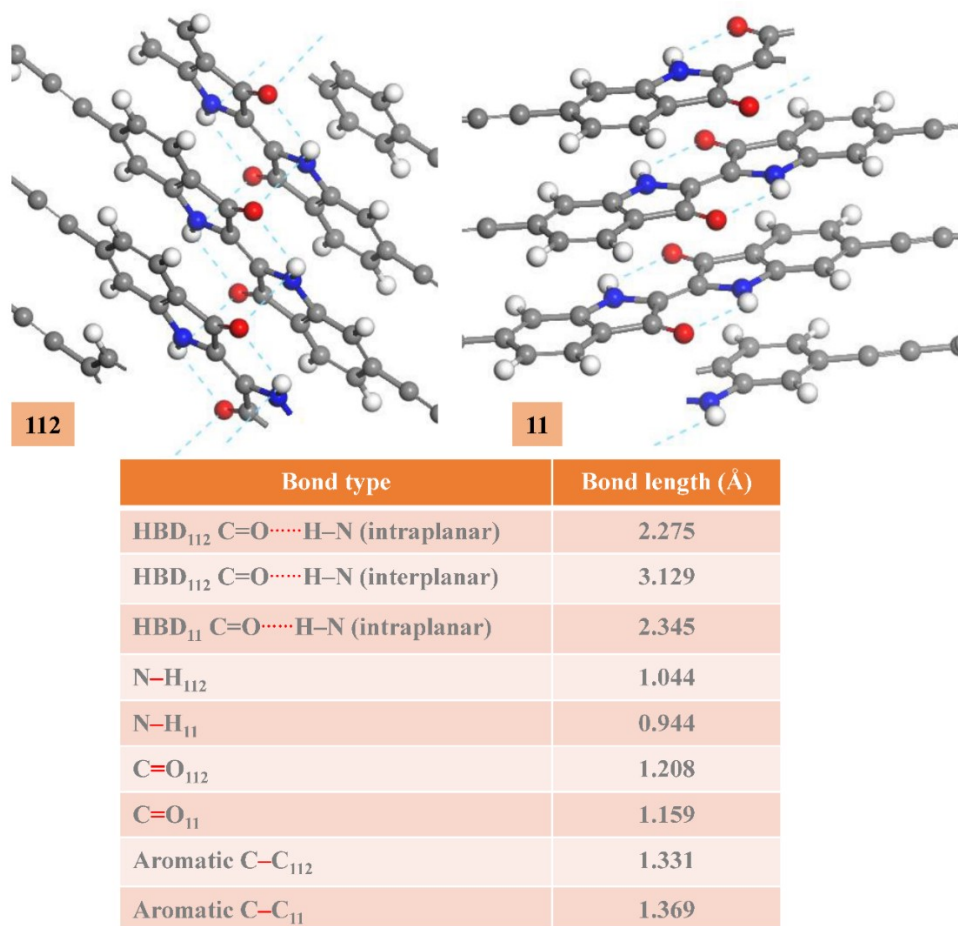 112
11
Bond type Bond length (Å)
HBD₁₁₂ C=O······H–N (intraplanar) 2.275
HBD₁₁₂ C=O······H–N (interplanar) 3.129
HBD₁₁ C=O······H–N (intraplanar) 2.345
N–H₁₁₂ 1.044
N–H₁₁ 0.944
C=O₁₁₂ 1.208
C=O₁₁ 1.159
Aromatic C–C₁₁₂ 1.331
Aromatic C–C₁₁ 1.369